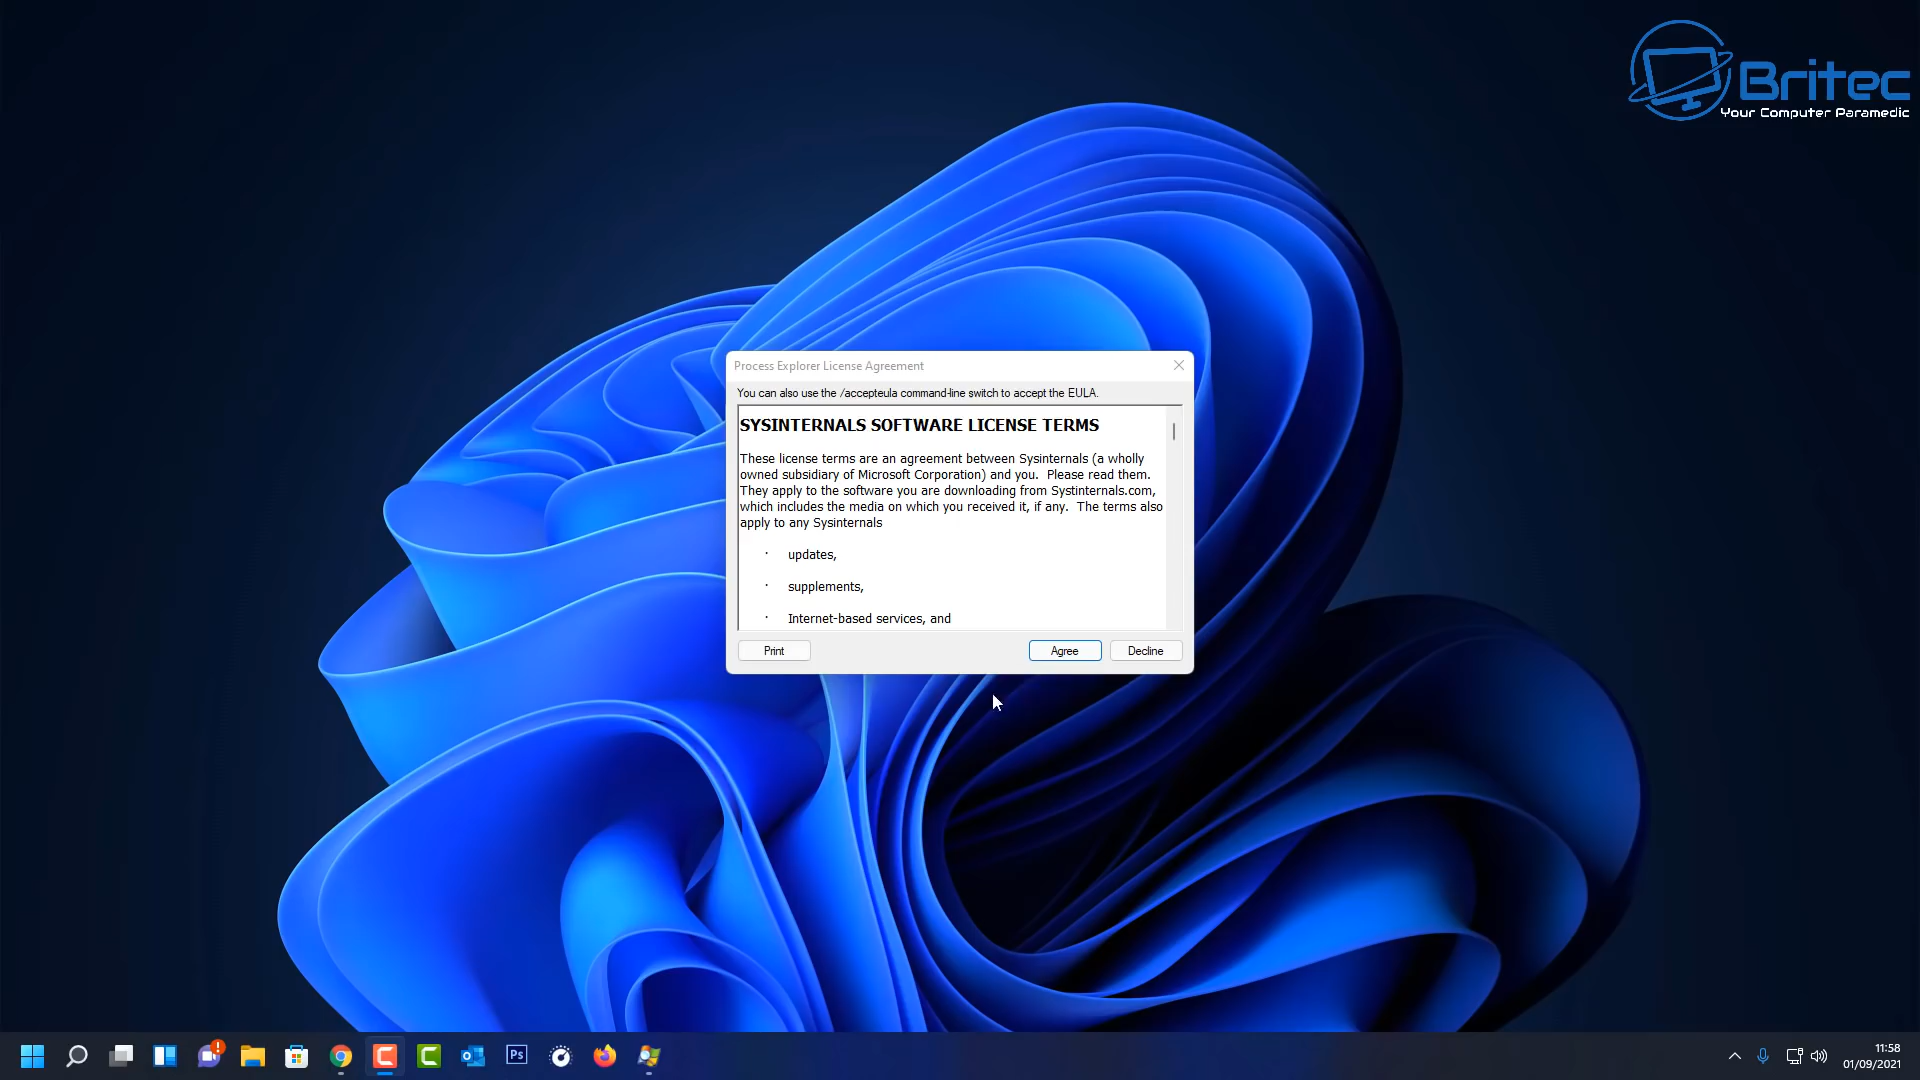 Britec
Your Computer Paramedic
Process Explorer License Agreement
You can also use the /accepteula command-line switch to accept the EULA.
SYSINTERNALS SOFTWARE LICENSE TERMS
These license terms are an agreement between Sysinternals (a wholly
owned subsidiary of Microsoft Corporation) and you.  Please read them.
They apply to the software you are downloading from Systinternals.com,
which includes the media on which you received it, if any.  The terms also
apply to any Sysinternals
· updates,
· supplements,
· Internet-based services, and
Print
Agree
Decline
Ps
11:58
01/09/2021